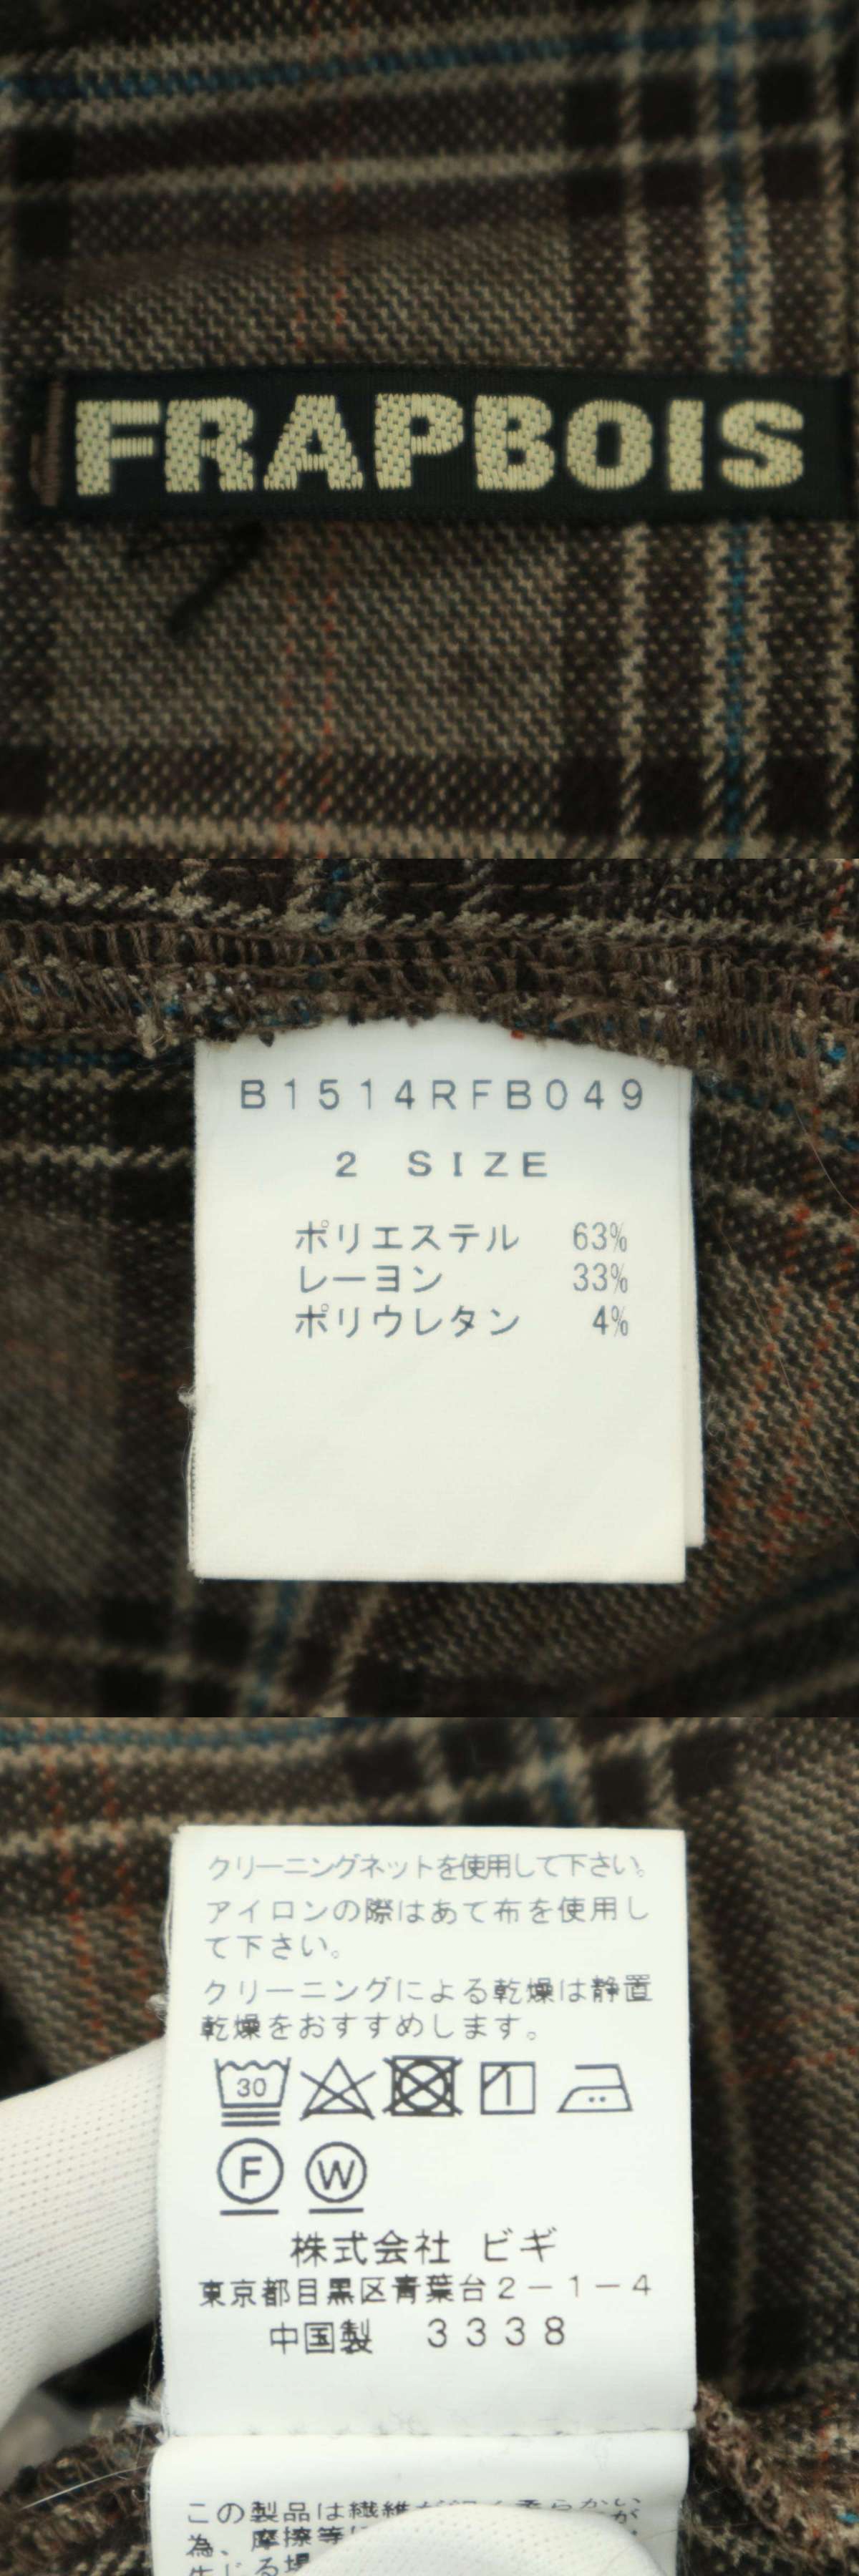 FRAPBOIS
B1514RFB049
2 SIZE
ポリエステル 63%
レーヨン 33%
ポリウレタン 4%
クリーニングネットを使用して下さい。
アイロンの際はあて布を使用し
て下さい。
クリーニングによる乾燥は静置
乾燥をおすすめします。
30
F W
株式会社 ビギ
東京都目黒区青葉台2-1-4
中国製 3338
この製品は繊維が
為、摩擦等
生じる場